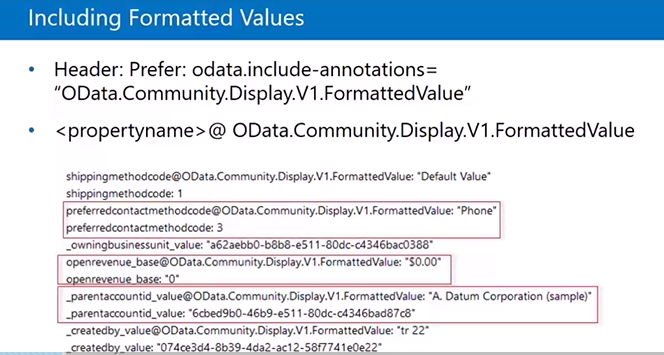 Including Formatted Values
• Header: Prefer: odata.include-annotations=
“OData.Community.Display.V1.FormattedValue”
• <propertyname>@ OData.Community.Display.V1.FormattedValue
shippingmethodcode@OData.Community.Display.V1.FormattedValue: "Default Value"
shippingmethodcode: 1
preferredcontactmethodcode@OData.Community.Display.V1.FormattedValue: "Phone"
preferredcontactmethodcode: 3
_owningbusinessunit_value: "a62aebb0-b8b8-e511-80dc-c4346bac0388"
openrevenue_base@OData.Community.Display.V1.FormattedValue: "$0.00"
openrevenue_base: "0"
_parentaccountid_value@OData.Community.Display.V1.FormattedValue: "A. Datum Corporation (sample)"
_parentaccountid_value: "6cbed9b0-46b9-e511-80dc-c4346bad87c8"
_createdby_value@OData.Community.Display.V1.FormattedValue: "tr 22"
_createdby_value: "074ce3d4-8b39-4da2-ac12-58f7741e0e22"